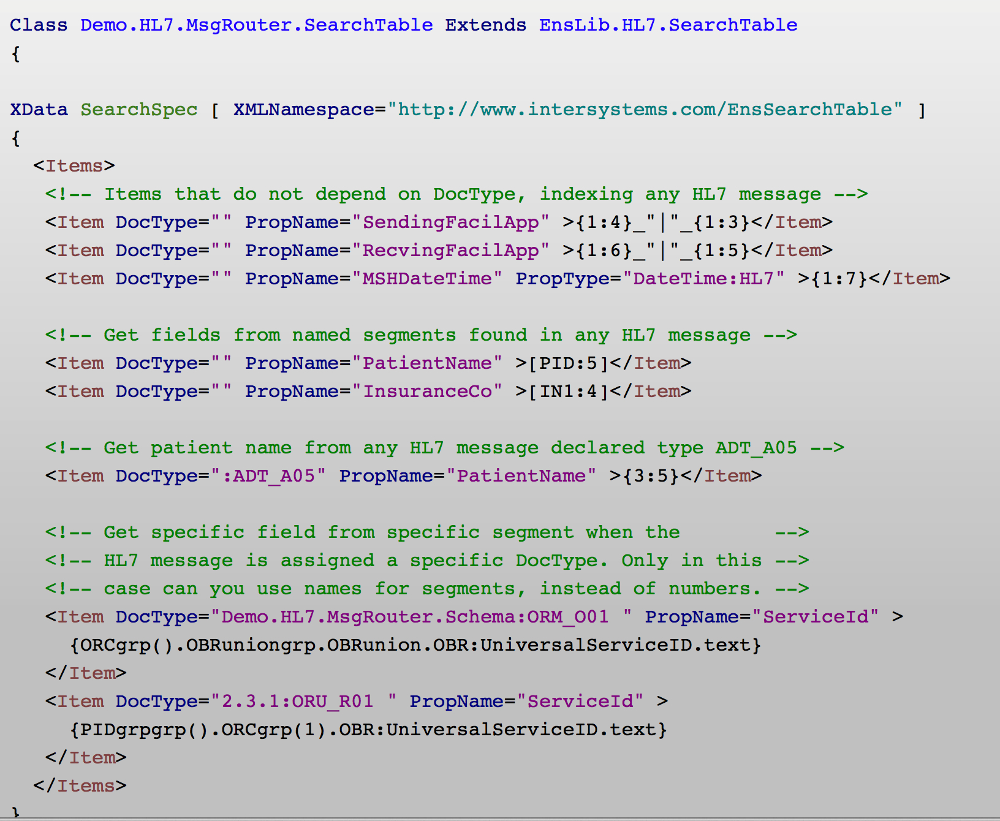 Class Demo.HL7.MsgRouter.SearchTable Extends EnsLib.HL7.SearchTable
{
XData SearchSpec [ XMLNamespace="http://www.intersystems.com/EnsSearchTable" ]
{
<Items>
<!-- Items that do not depend on DocType, indexing any HL7 message -->
<Item DocType="" PropName="SendingFacilApp" >{1:4}_"|"_{1:3}</Item>
<Item DocType="" PropName="RecvingFacilApp" >{1:6}_"|"_{1:5}</Item>
<Item DocType="" PropName="MSHDateTime" PropType="DateTime:HL7" >{1:7}</Item>
<!-- Get fields from named segments found in any HL7 message -->
<Item DocType="" PropName="PatientName" >[PID:5]</Item>
<Item DocType="" PropName="InsuranceCo" >[IN1:4]</Item>
<!-- Get patient name from any HL7 message declared type ADT_A05 -->
<Item DocType=":ADT_A05" PropName="PatientName" >{3:5}</Item>
<!-- Get specific field from specific segment when the        -->
<!-- HL7 message is assigned a specific DocType. Only in this -->
<!-- case can you use names for segments, instead of numbers. -->
<Item DocType="Demo.HL7.MsgRouter.Schema:ORM_O01 " PropName="ServiceId" >
{ORCgrp().OBRuniongrp.OBRunion.OBR:UniversalServiceID.text}
</Item>
<Item DocType="2.3.1:ORU_R01 " PropName="ServiceId" >
{PIDgrpgrp().ORCgrp(1).OBR:UniversalServiceID.text}
</Item>
</Items>
}